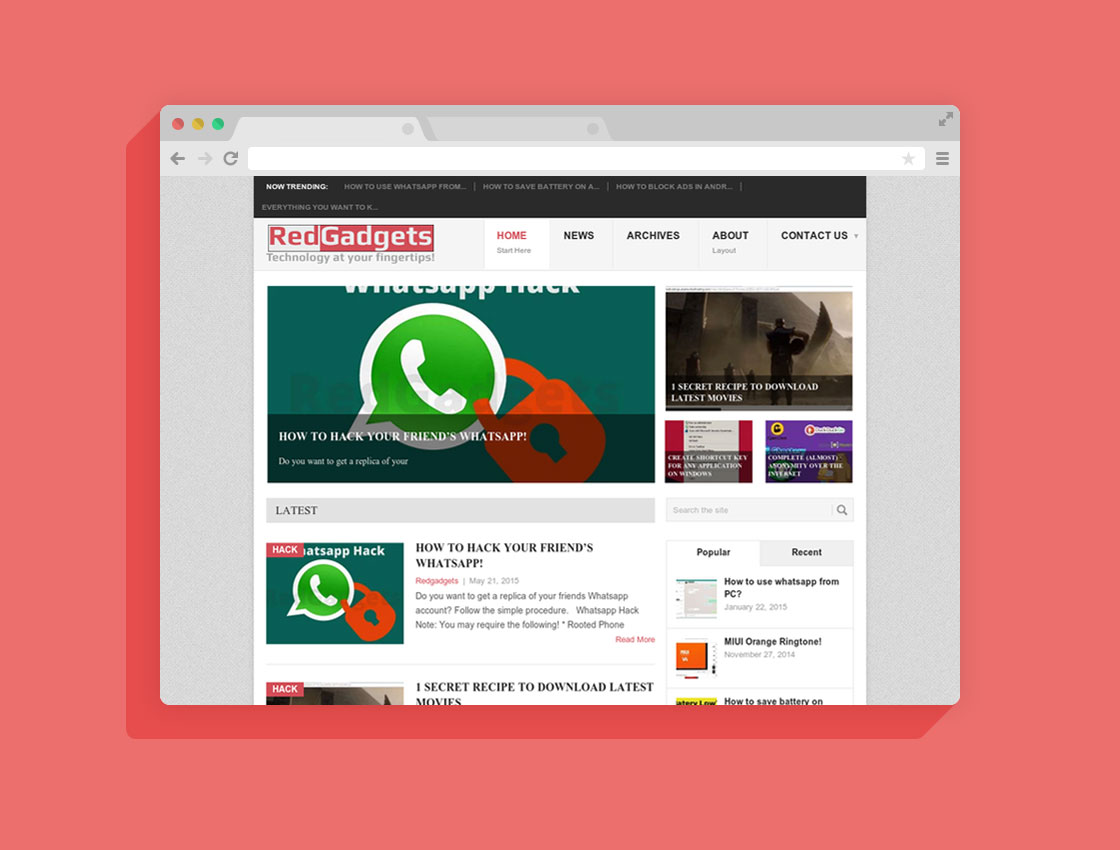 NOW TRENDING: HOW TO USE WHATSAPP FROM... | HOW TO SAVE BATTERY ON A... | HOW TO BLOCK ADS IN ANDR... |
EVERYTHING YOU WANT TO K...
RedGadgets
Technology at your fingertips!
HOME
Start Here
NEWS
ARCHIVES
ABOUT
Layout
CONTACT US
Whatsapp Hack
RedGadgets
HOW TO HACK YOUR FRIEND'S WHATSAPP!
Do you want to get a replica of your
1 SECRET RECIPE TO DOWNLOAD
LATEST MOVIES
CREATE SHORTCUT KEY
FOR ANY APPLICATION
ON WINDOWS
COMPLETE (ALMOST)
ANONYMITY OVER THE
INTERNET
LATEST
Search the site
HACK
Whatsapp Hack
HOW TO HACK YOUR FRIEND'S
WHATSAPP!
Redgadgets | May 21, 2015
Do you want to get a replica of your friends Whatsapp
account? Follow the simple procedure. Whatsapp Hack
Note: You may require the following! * Rooted Phone
Read More
HACK
1 SECRET RECIPE TO DOWNLOAD LATEST
MOVIES
Popular
Recent
How to use whatsapp from
PC?
January 22, 2015
MIUI Orange Ringtone!
November 27, 2014
How to save battery on